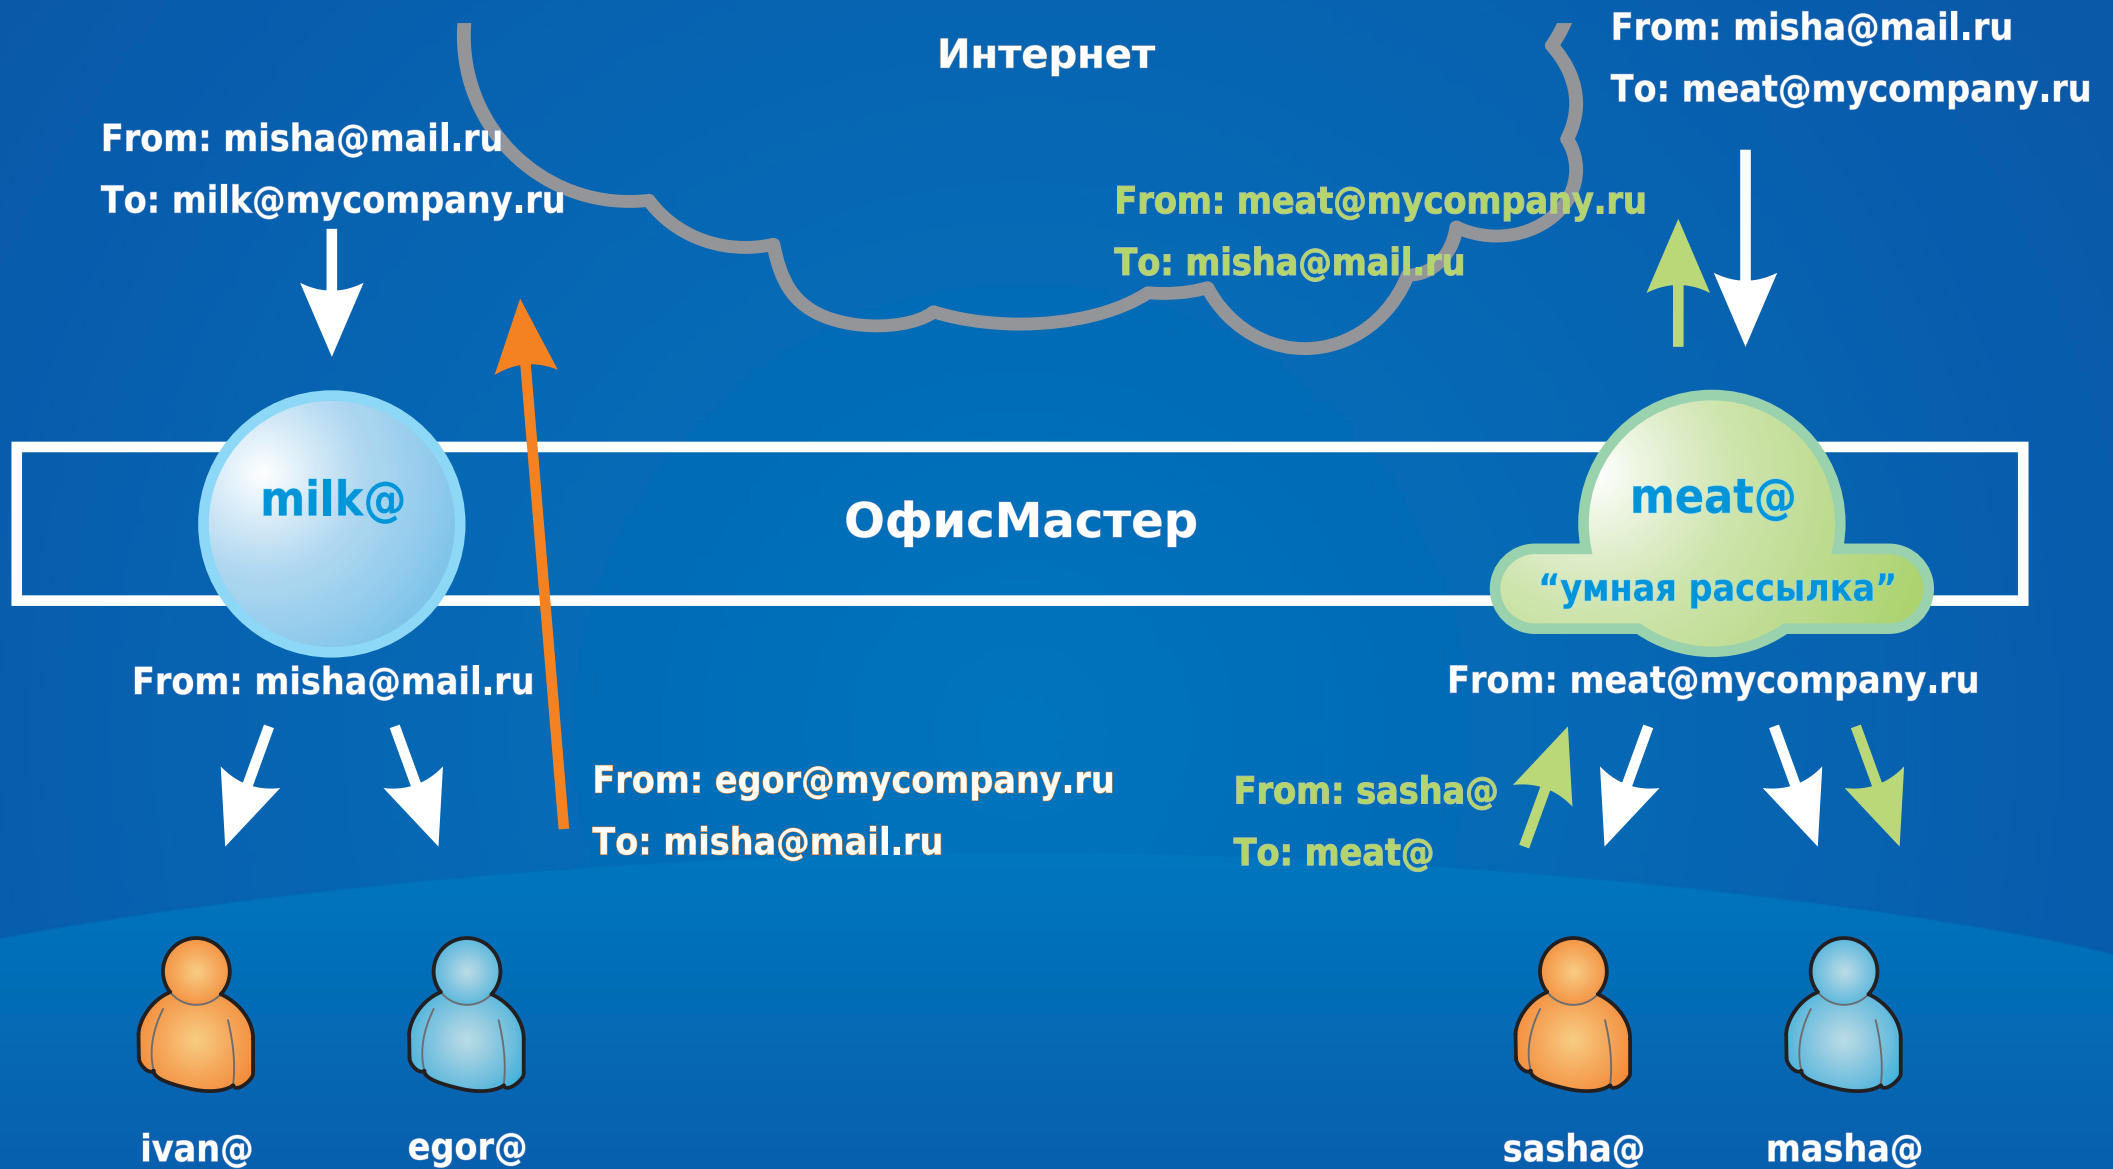 Интернет
From: misha@mail.ru
To: meat@mycompany.ru
From: misha@mail.ru
To: milk@mycompany.ru
From: meat@mycompany.ru
To: misha@mail.ru
milk@
ОфисМастер
meat@
“умная рассылка”
From: misha@mail.ru
From: meat@mycompany.ru
From: egor@mycompany.ru
To: misha@mail.ru
From: sasha@
To: meat@
ivan@
egor@
sasha@
masha@